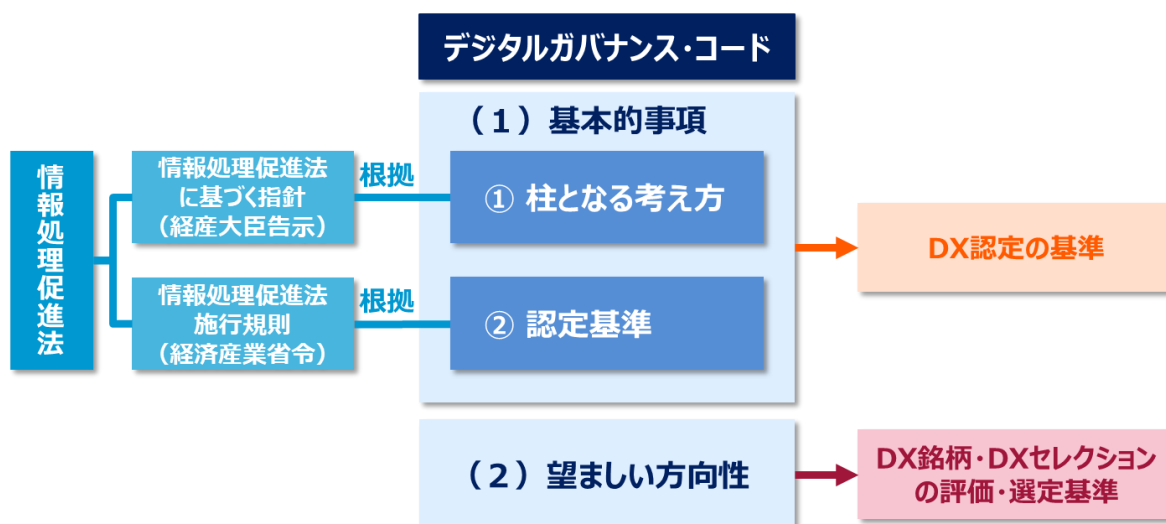 デジタルガバナンス・コード
（１）基本的事項
情報処理促進法
情報処理促進法
に基づく指針
（経産大臣告示）
根拠
① 柱となる考え方
DX認定の基準
情報処理促進法
施行規則
（経済産業省令）
根拠
② 認定基準
（２）望ましい方向性
DX銘柄・DXセレクション
の評価・選定基準